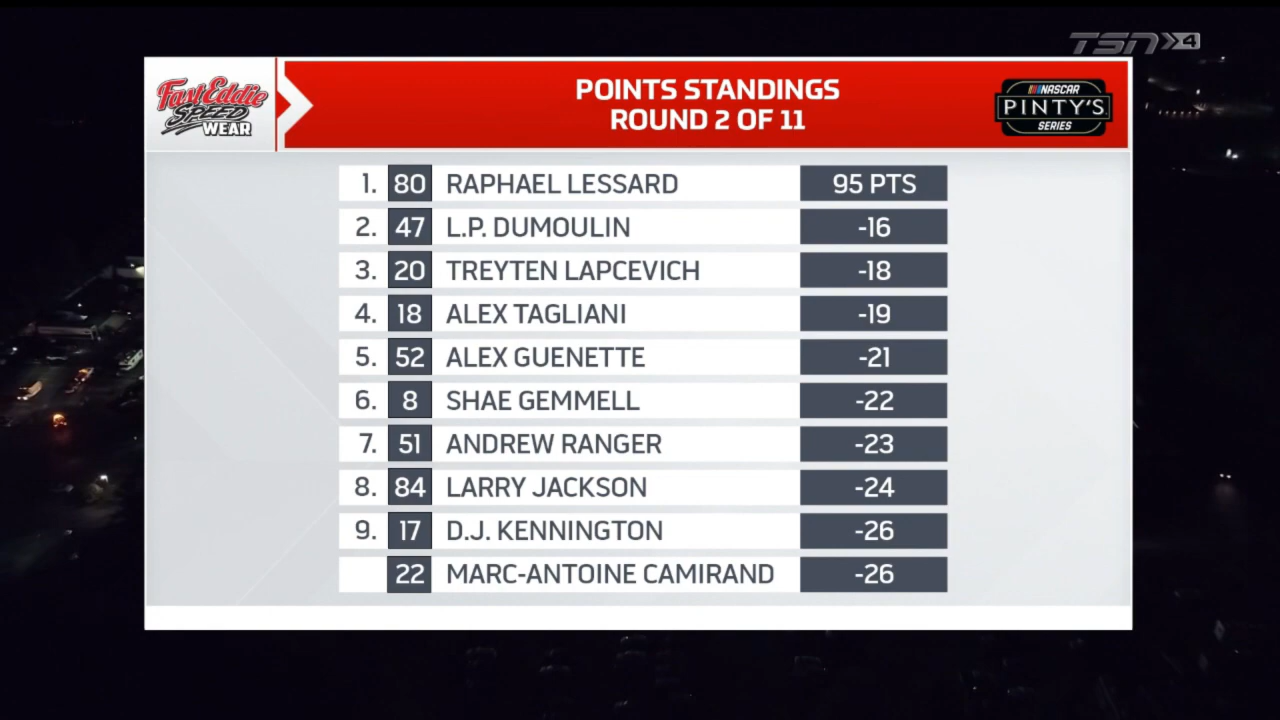 TSN 4
Fast Eddie
SPEED
WEAR
POINTS STANDINGS
ROUND 2 OF 11
NASCAR
PINTY'S
SERIES
1. 80 RAPHAEL LESSARD 95 PTS
2. 47 L.P. DUMOULIN -16
3. 20 TREYTEN LAPCEVICH -18
4. 18 ALEX TAGLIANI -19
5. 52 ALEX GUENETTE -21
6. 8 SHAE GEMMELL -22
7. 51 ANDREW RANGER -23
8. 84 LARRY JACKSON -24
9. 17 D.J. KENNINGTON -26
22 MARC-ANTOINE CAMIRAND -26